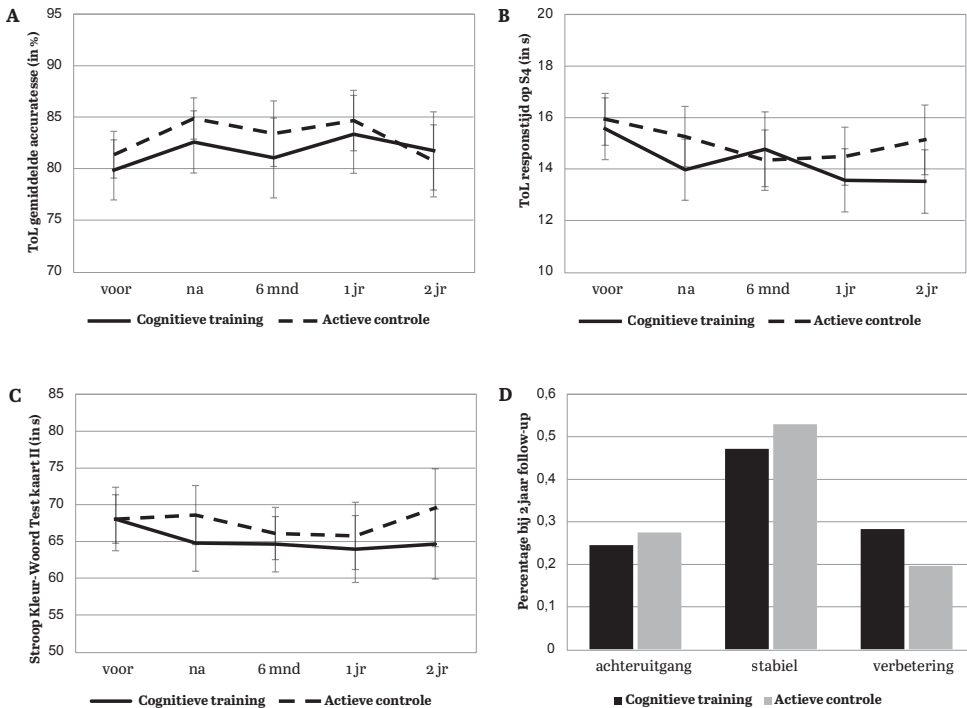 A
ToL gemiddelde accuratesse (in %)
95
90
85
80
75
70
voor na 6 mnd 1 jr 2 jr
Cognitieve training Actieve controle
B
ToL responstijd op S4 (in s)
20
18
16
14
12
10
voor na 6 mnd 1 jr 2 jr
Cognitieve training Actieve controle
C
Stroop Kleur-Woord Test kaart II (in s)
85
80
75
70
65
60
55
50
voor na 6 mnd 1 jr 2 jr
Cognitieve training Actieve controle
D
Percentage bij 2 jaar follow-up
0,6
0,5
0,4
0,3
0,2
0,1
0
achteruitgang stabiel verbetering
Cognitieve training Actieve controle